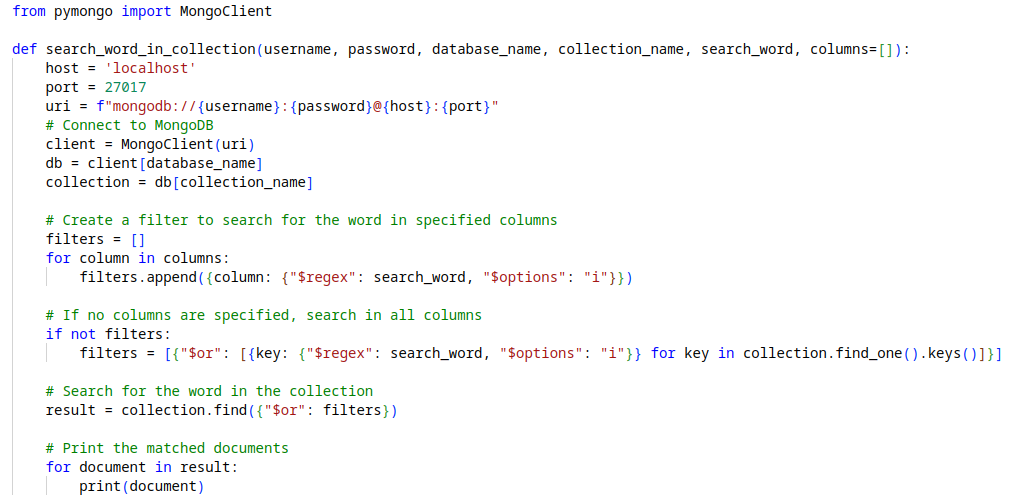 from pymongo import MongoClient
def search_word_in_collection(username, password, database_name, collection_name, search_word, columns=[]):
    host = 'localhost'
    port = 27017
    uri = f"mongodb://{username}:{password}@{host}:{port}"
    # Connect to MongoDB
    client = MongoClient(uri)
    db = client[database_name]
    collection = db[collection_name]
    # Create a filter to search for the word in specified columns
    filters = []
    for column in columns:
        filters.append({column: {"$regex": search_word, "$options": "i"}})
    # If no columns are specified, search in all columns
    if not filters:
        filters = [{"$or": [{key: {"$regex": search_word, "$options": "i"}} for key in collection.find_one().keys()]}]
    # Search for the word in the collection
    result = collection.find({"$or": filters})
    # Print the matched documents
    for document in result:
        print(document)